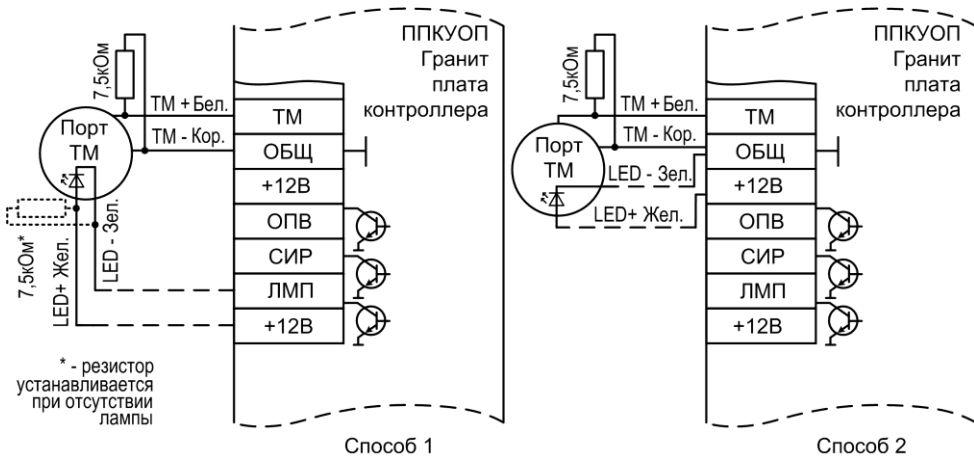 ППКУОП
Гранит
плата
контроллера
7,5кОм
ТМ + Бел.
ТМ - Кор.
Порт
ТМ
ТМ
ОБЩ
+12В
ОПВ
СИР
ЛМП
+12В
7,5кОм*
LED+ Жел.
LED - Зел.
* - резистор
устанавливается
при отсутствии
лампы
Способ 1
ППКУОП
Гранит
плата
контроллера
7,5кОм
ТМ + Бел.
ТМ - Кор.
Порт
ТМ
LED - Зел.
LED+ Жел.
ТМ
ОБЩ
+12В
ОПВ
СИР
ЛМП
+12В
Способ 2